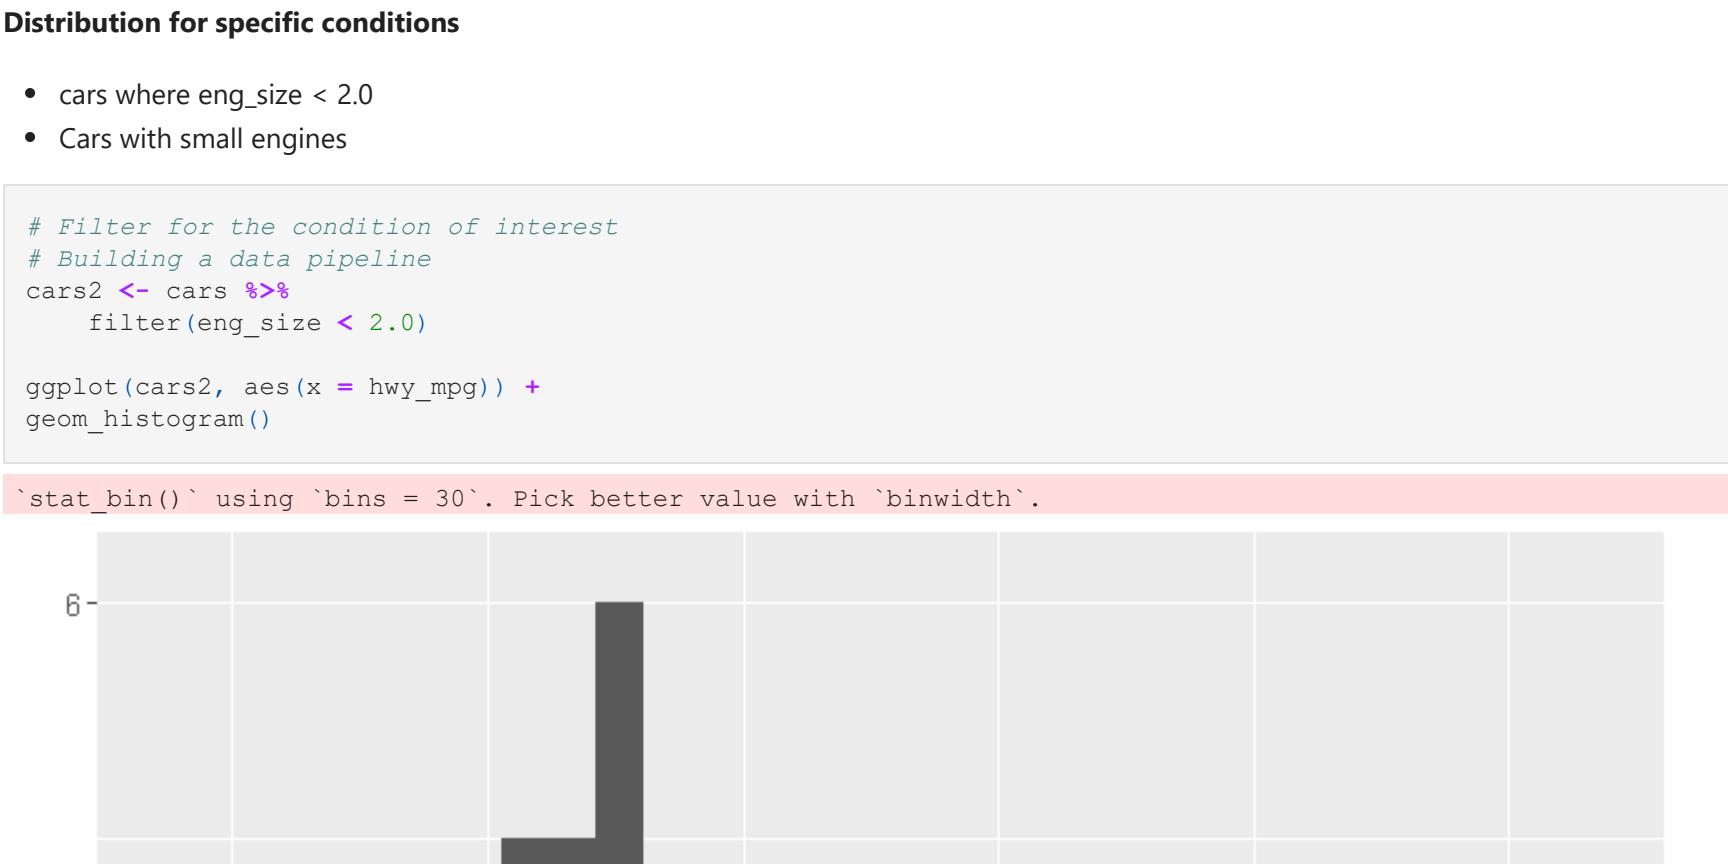 Distribution for specific conditions
cars where eng_size < 2.0
Cars with small engines
# Filter for the condition of interest
# Building a data pipeline
cars2 <- cars %>%
    filter(eng_size < 2.0)
ggplot(cars2, aes(x = hwy_mpg)) +
geom_histogram()
`stat_bin()` using `bins = 30`. Pick better value with `binwidth`.
6